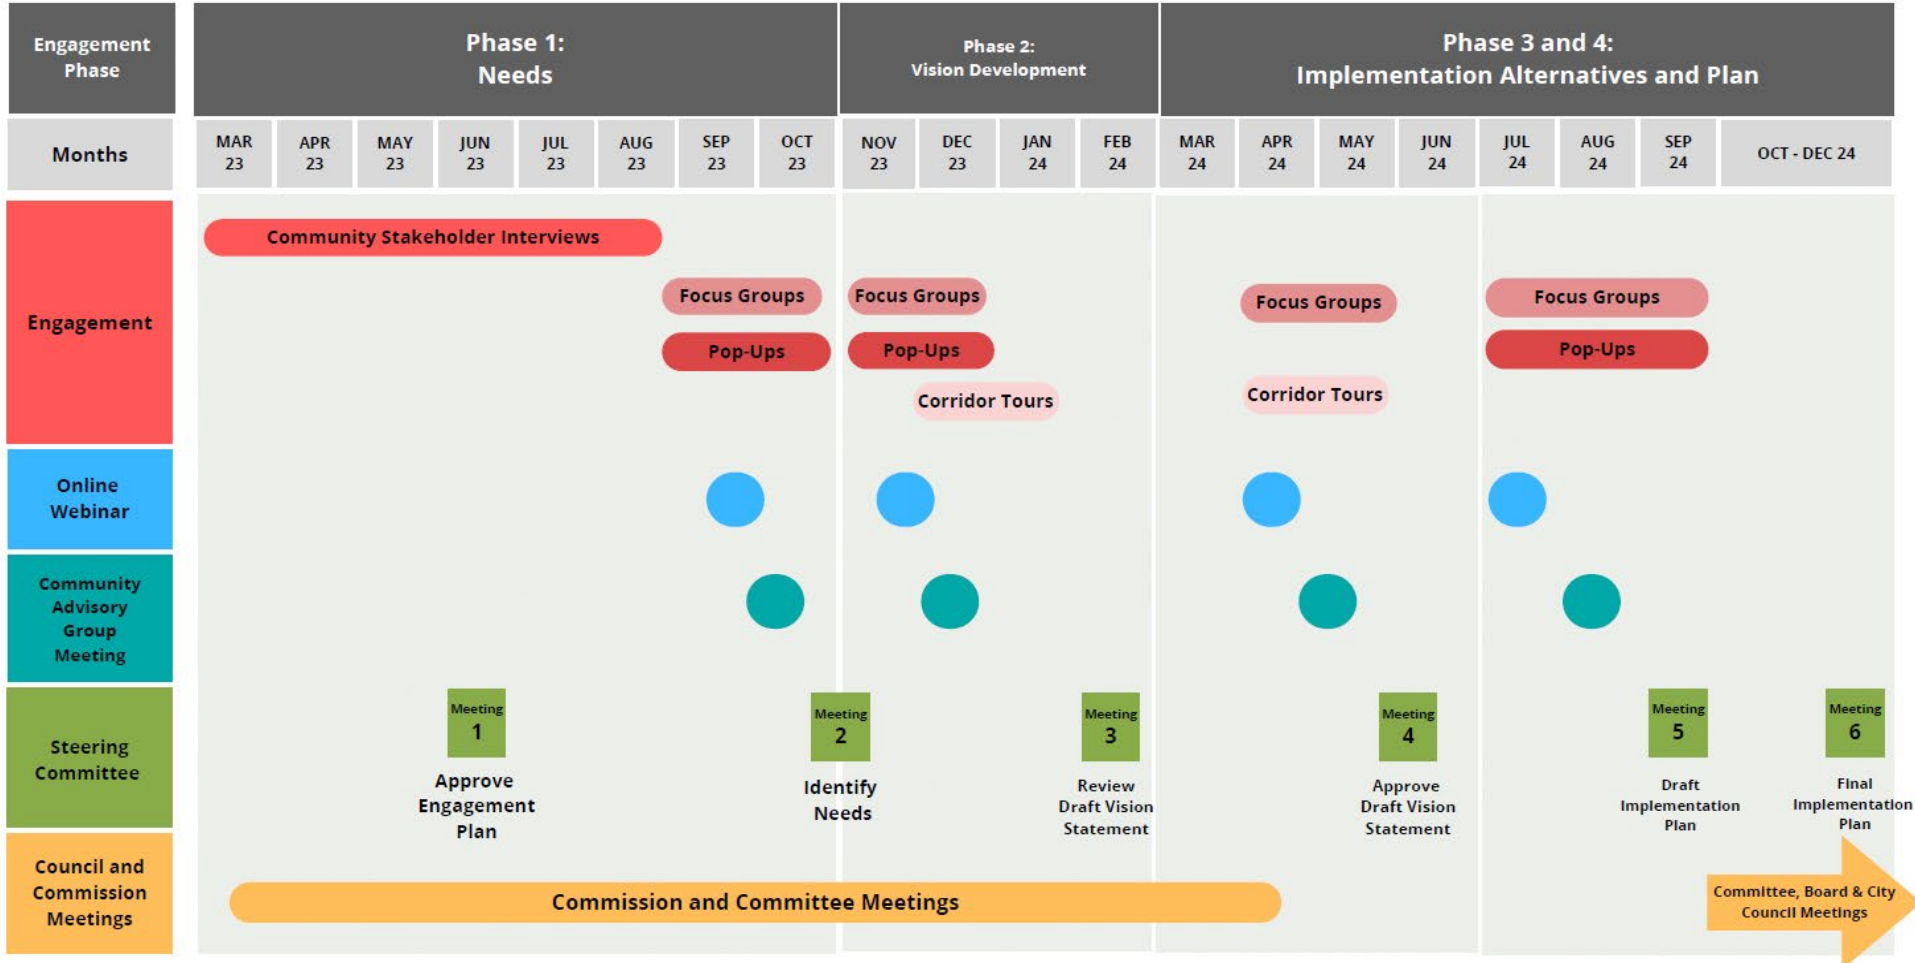 Engagement
Phase
Phase 1:
Needs
Phase 2:
Vision Development
Phase 3 and 4:
Implementation Alternatives and Plan
Months
MAR
23
APR
23
MAY
23
JUN
23
JUL
23
AUG
23
SEP
23
OCT
23
NOV
23
DEC
23
JAN
24
FEB
24
MAR
24
APR
24
MAY
24
JUN
24
JUL
24
AUG
24
SEP
24
OCT - DEC 24
Engagement
Community Stakeholder Interviews
Focus Groups
Focus Groups
Focus Groups
Focus Groups
Pop-Ups
Pop-Ups
Pop-Ups
Corridor Tours
Corridor Tours
Online
Webinar
Community
Advisory
Group
Meeting
Steering
Committee
Meeting
1
Approve
Engagement
Plan
Meeting
2
Identify
Needs
Meeting
3
Review
Draft Vision
Statement
Meeting
4
Approve
Draft Vision
Statement
Meeting
5
Draft
Implementation
Plan
Meeting
6
Final
Implementation
Plan
Council and
Commission
Meetings
Commission and Committee Meetings
Committee, Board & City
Council Meetings